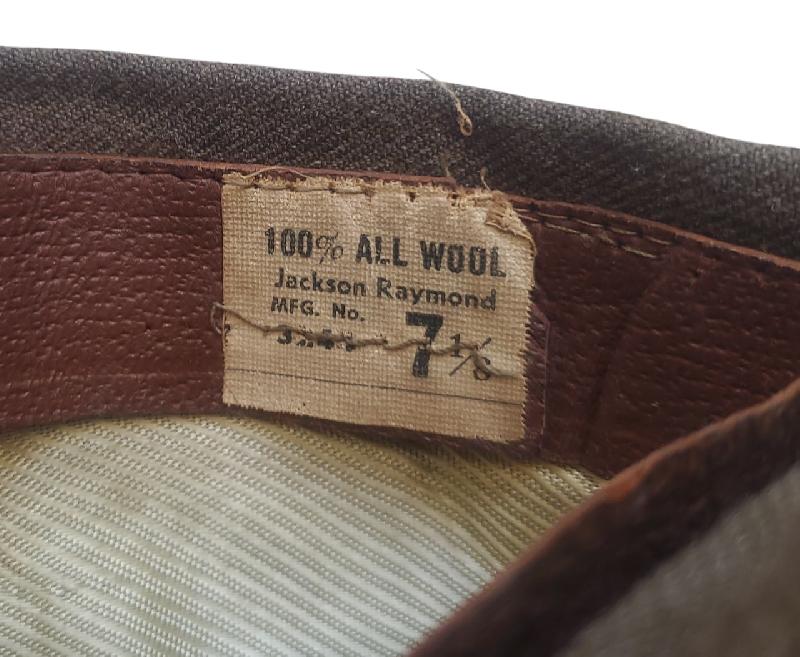 100% ALL WOOL
Jackson Raymond
MFG. No.
7 1/8